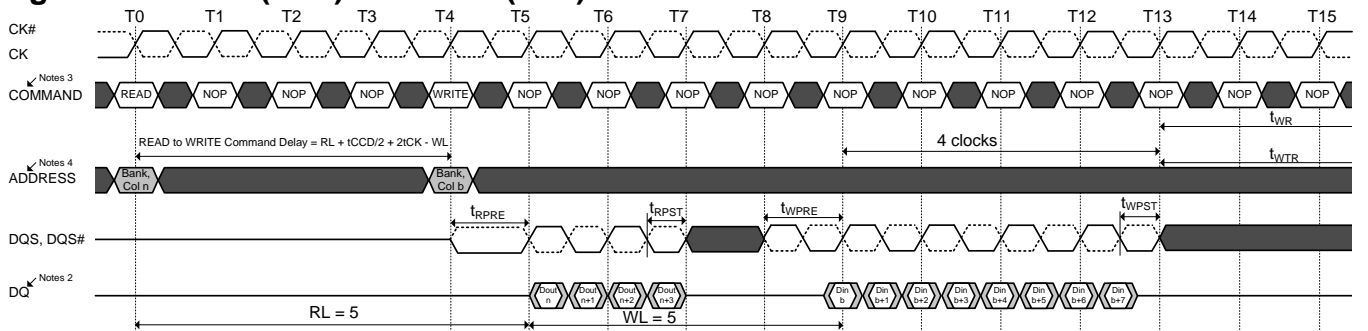 T0 T1 T2 T3 T4 T5 T6 T7 T8 T9 T10 T11 T12 T13 T14 T15
CK#
CK
Notes 3
COMMAND READ NOP NOP NOP WRITE NOP NOP NOP NOP NOP NOP NOP NOP NOP NOP NOP
tWR
READ to WRITE Command Delay = RL + tCCD/2 + 2tCK - WL
4 clocks
Notes 4
tWTR
ADDRESS Bank, Col n Bank, Col b
tRPRE tRPST tWPRE tWPST
DQS, DQS#
Notes 2
DQ Dout n Dout n+1 Dout n+2 Dout n+3 Din b Din b+1 Din b+2 Din b+3 Din b+4 Din b+5 Din b+6 Din b+7
RL = 5 WL = 5